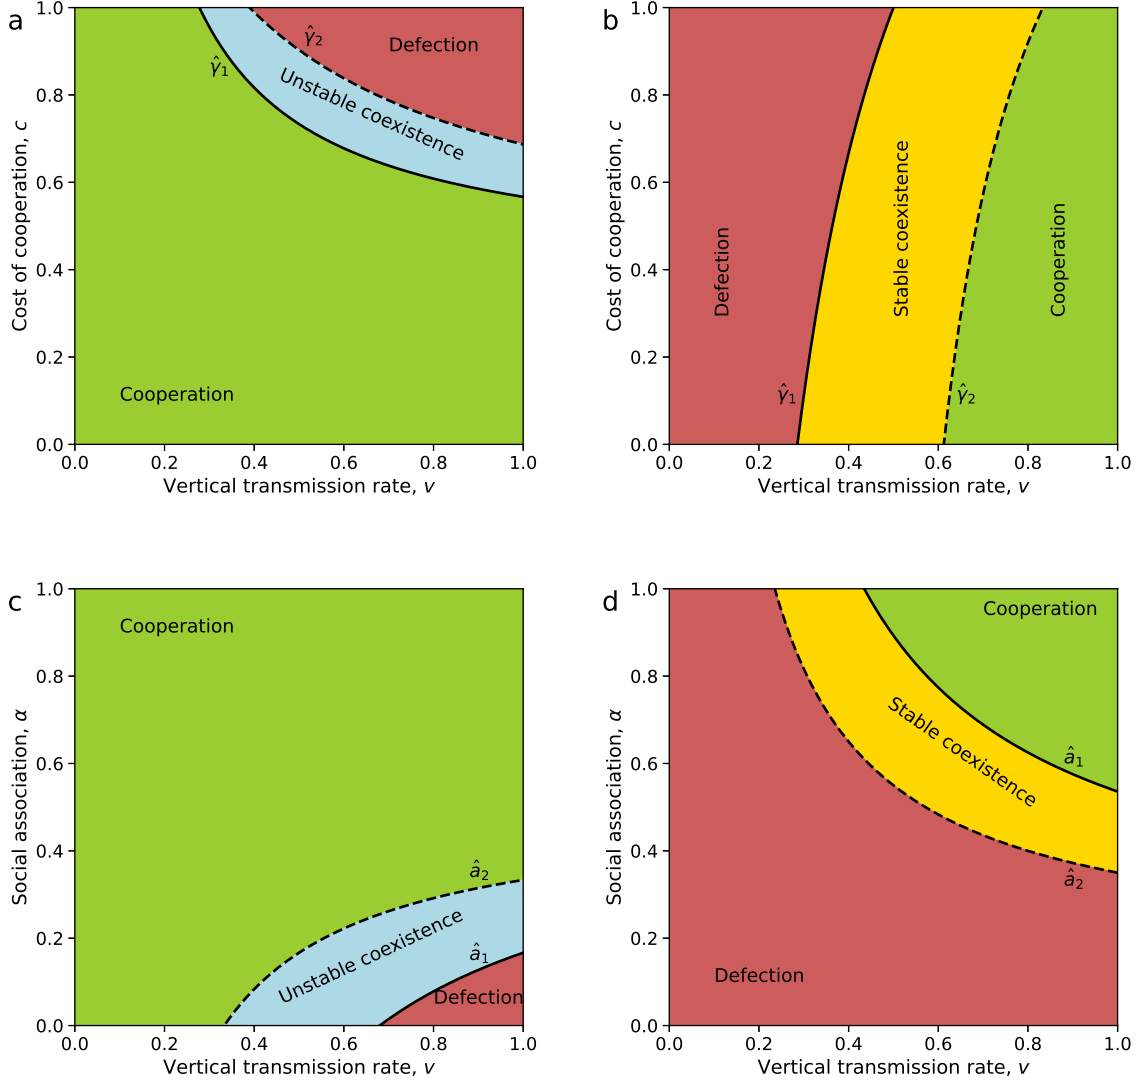 a
1.0
0.8
0.6
0.4
0.2
0.0
Cost of cooperation, c
γ̂1
γ̂2
Defection
Unstable coexistence
Cooperation
0.0 0.2 0.4 0.6 0.8 1.0
Vertical transmission rate, v
b
1.0
0.8
0.6
0.4
0.2
0.0
Cost of cooperation, c
Defection
Stable coexistence
Cooperation
γ̂1
γ̂2
0.0 0.2 0.4 0.6 0.8 1.0
Vertical transmission rate, v
c
1.0
0.8
0.6
0.4
0.2
0.0
Social association, α
Cooperation
â2
Unstable coexistence
â1
Defection
0.0 0.2 0.4 0.6 0.8 1.0
Vertical transmission rate, v
d
1.0
0.8
0.6
0.4
0.2
0.0
Social association, α
Cooperation
Stable coexistence
â1
â2
Defection
0.0 0.2 0.4 0.6 0.8 1.0
Vertical transmission rate, v